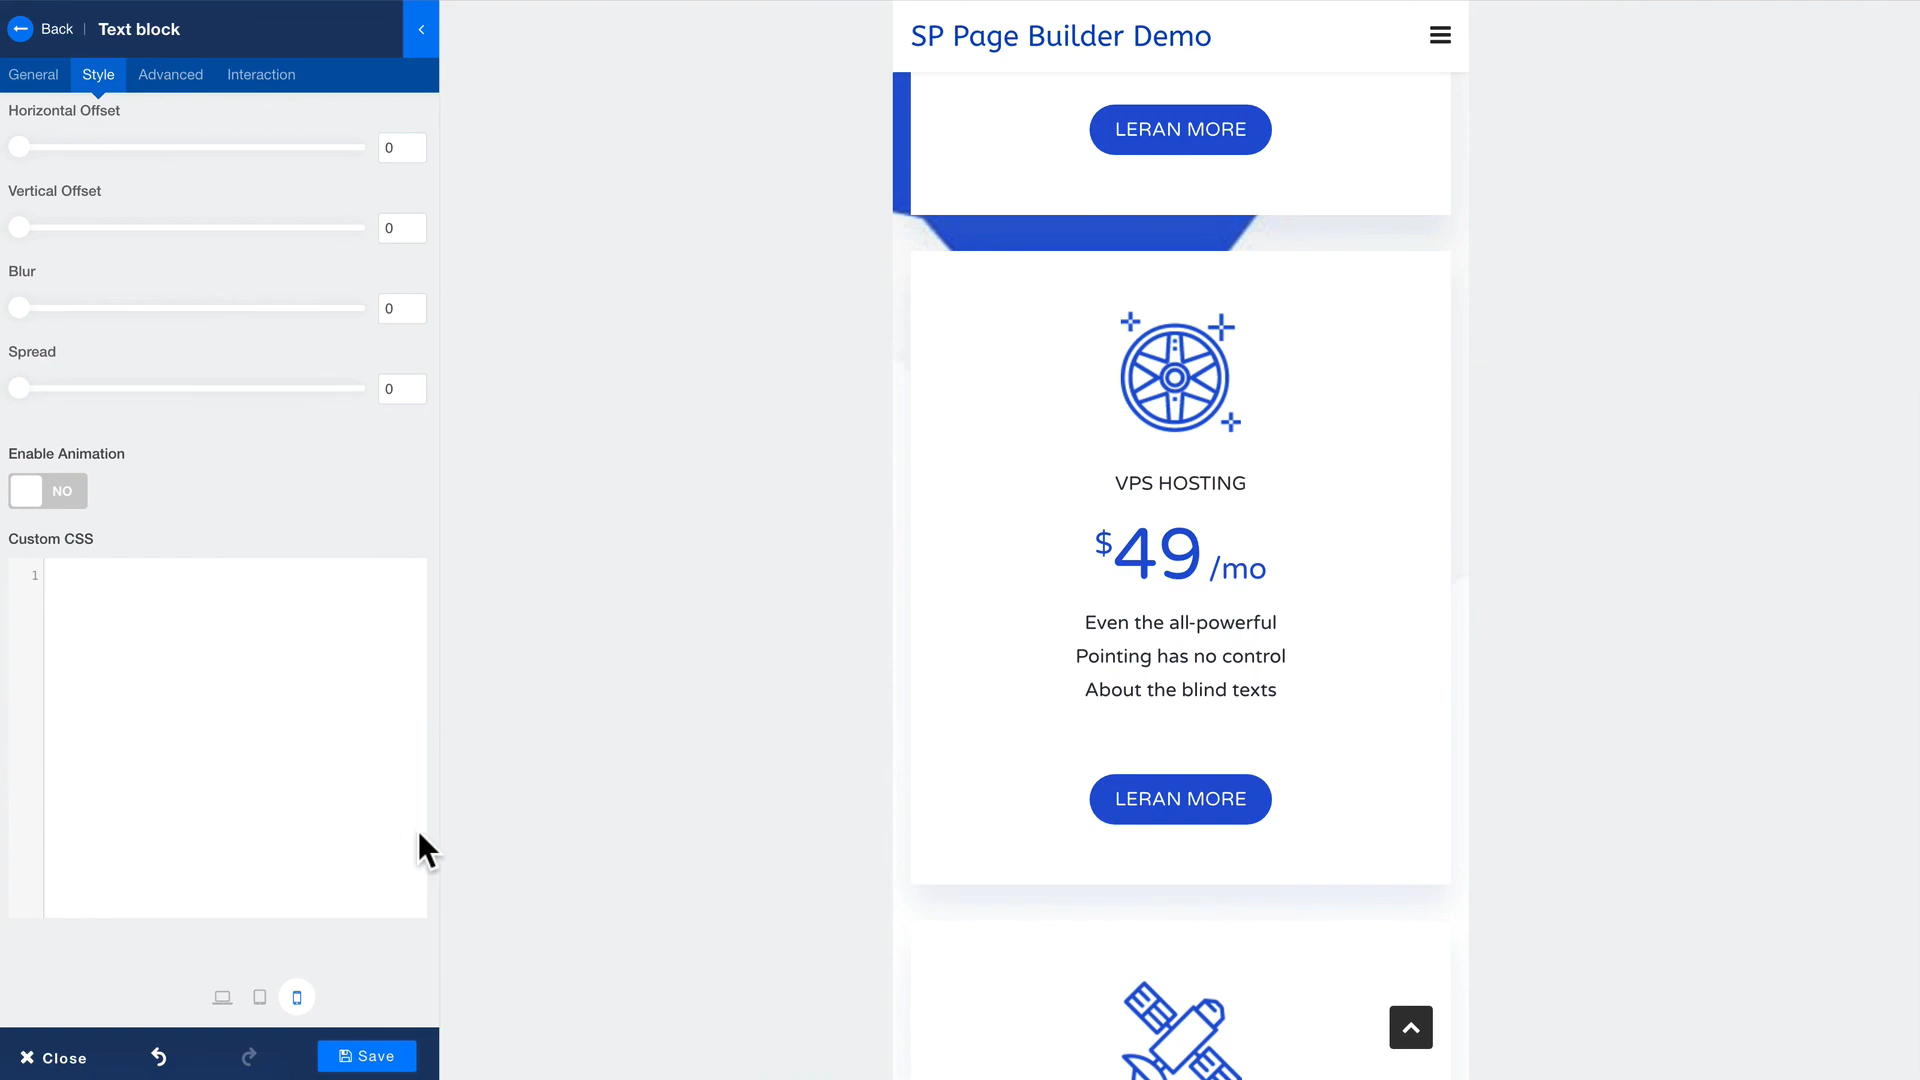 Back | Text block
General Style Advanced Interaction
Horizontal Offset
0
Vertical Offset
0
Blur
0
Spread
0
Enable Animation
NO
Custom CSS
1
Close
Save
SP Page Builder Demo
LERAN MORE
VPS HOSTING
$49 /mo
Even the all-powerful
Pointing has no control
About the blind texts
LERAN MORE